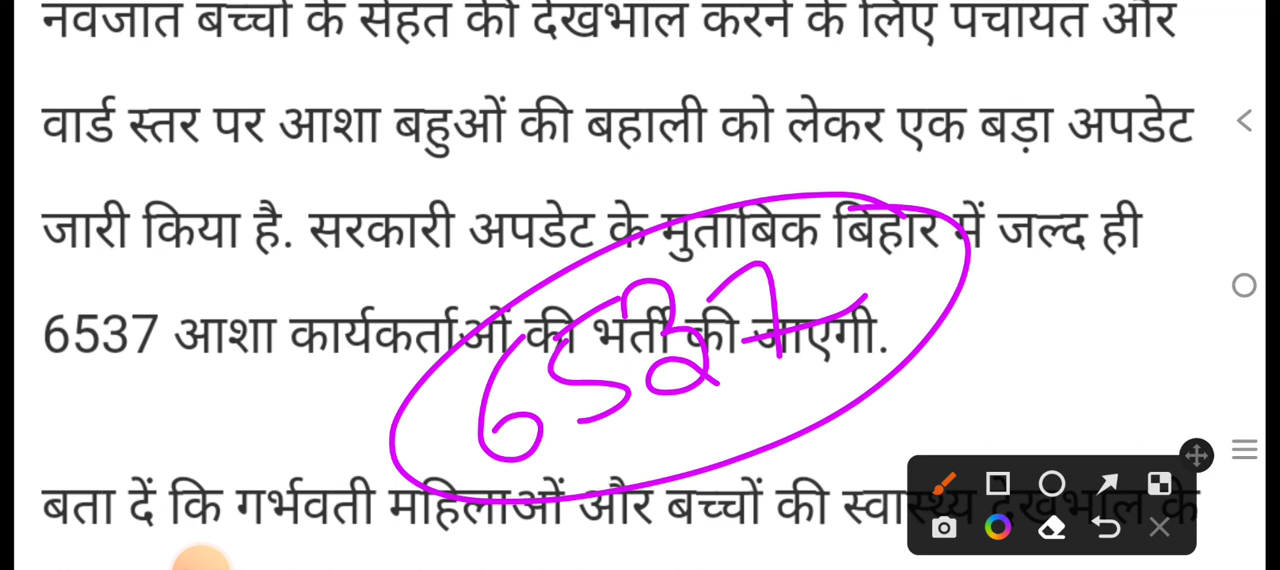 नवजात बच्चों के सेहत की देखभाल करने के लिए पंचायत और
वार्ड स्तर पर आशा बहुओं की बहाली को लेकर एक बड़ा अपडेट
जारी किया है. सरकारी अपडेट के मुताबिक बिहार में जल्द ही
6537 आशा कार्यकर्ताओं की भर्ती की जाएगी.
6537
बता दें कि गर्भवती महिलाओं और बच्चों की स्वास्थ्य देखभाल के